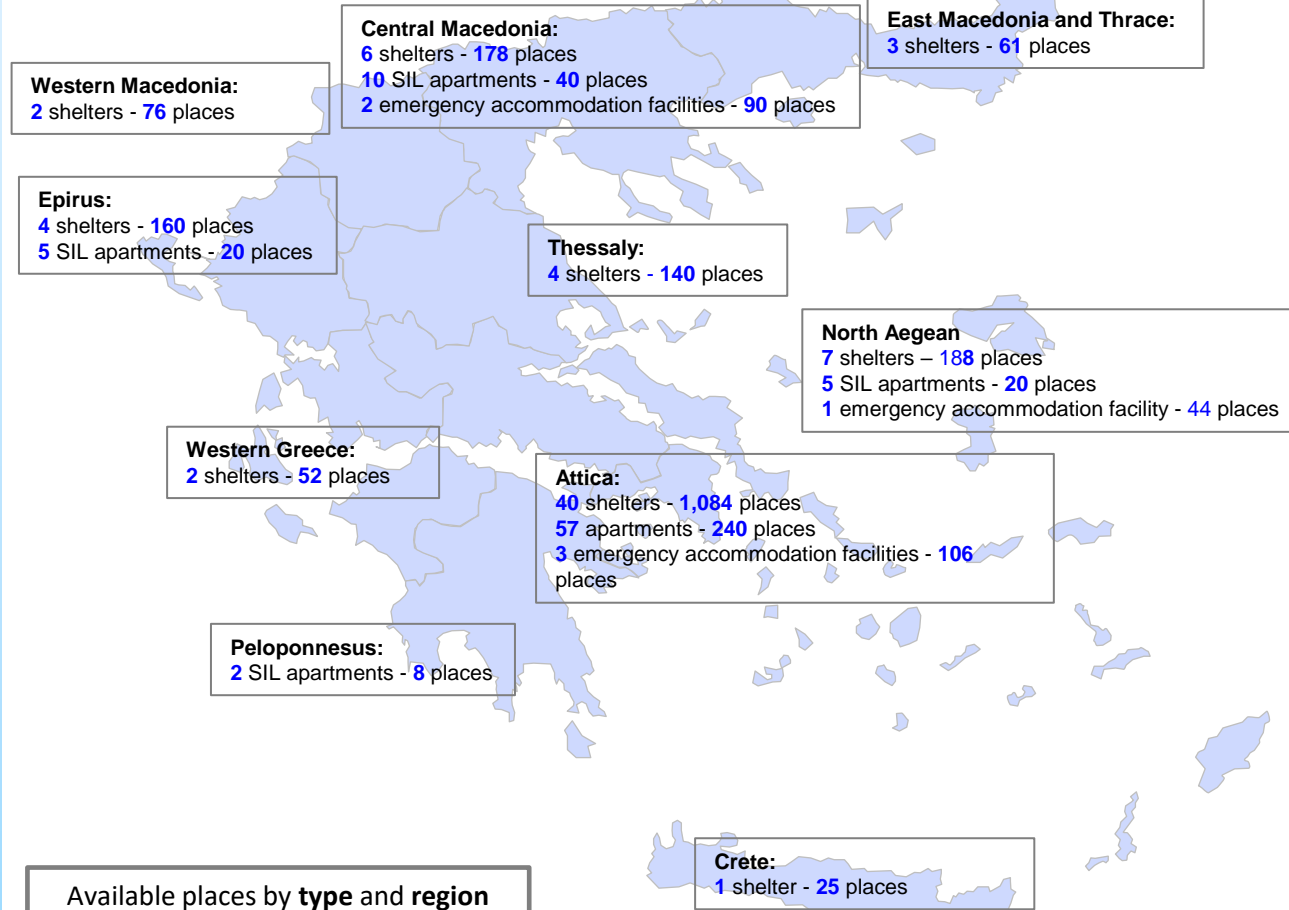 Central Macedonia:
6 shelters - 178 places
10 SIL apartments - 40 places
2 emergency accommodation facilities - 90 places
East Macedonia and Thrace:
3 shelters - 61 places
Western Macedonia:
2 shelters - 76 places
Epirus:
4 shelters - 160 places
5 SIL apartments - 20 places
Thessaly:
4 shelters - 140 places
North Aegean
7 shelters – 188 places
5 SIL apartments - 20 places
1 emergency accommodation facility - 44 places
Western Greece:
2 shelters - 52 places
Attica:
40 shelters - 1,084 places
57 apartments - 240 places
3 emergency accommodation facilities - 106
places
Peloponnesus:
2 SIL apartments - 8 places
Crete:
1 shelter - 25 places
Available places by type and region